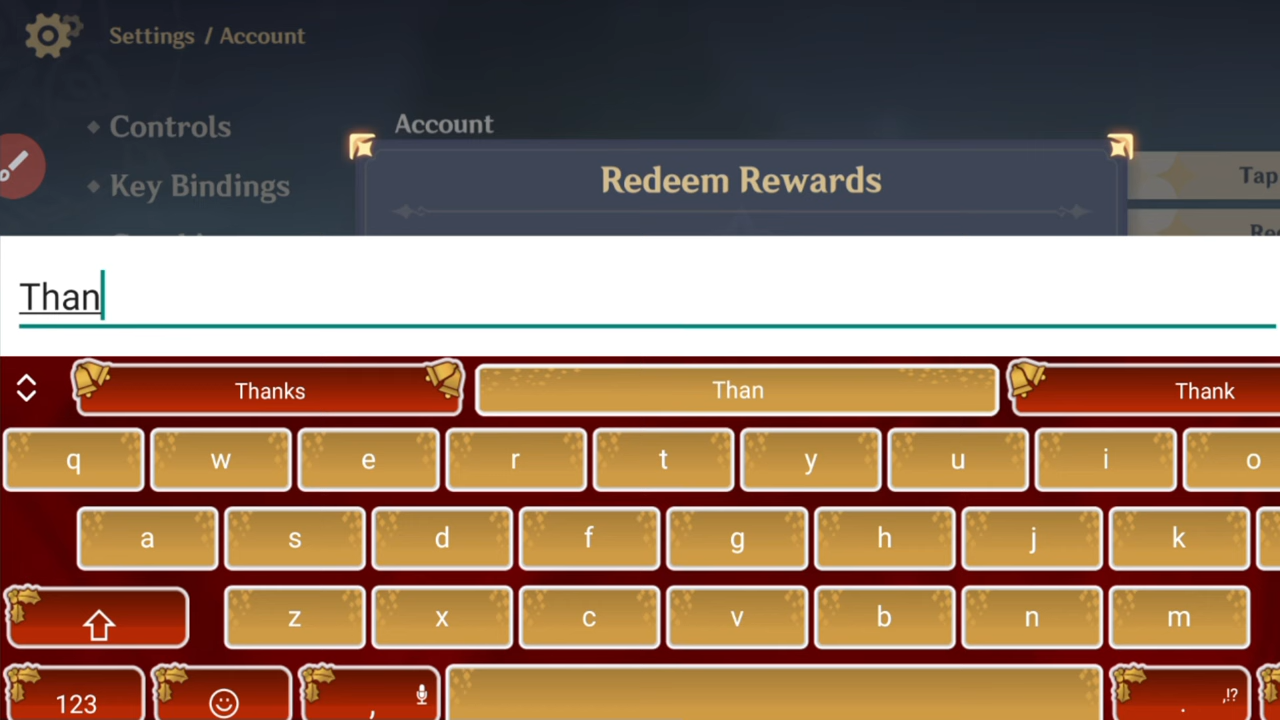 Settings / Account
Controls
Account
Key Bindings
Redeem Rewards
Tap
Than
Thanks
Than
Thank
q w e r t y u i o
a s d f g h j k
z x c v b n m
123 , . ,!?